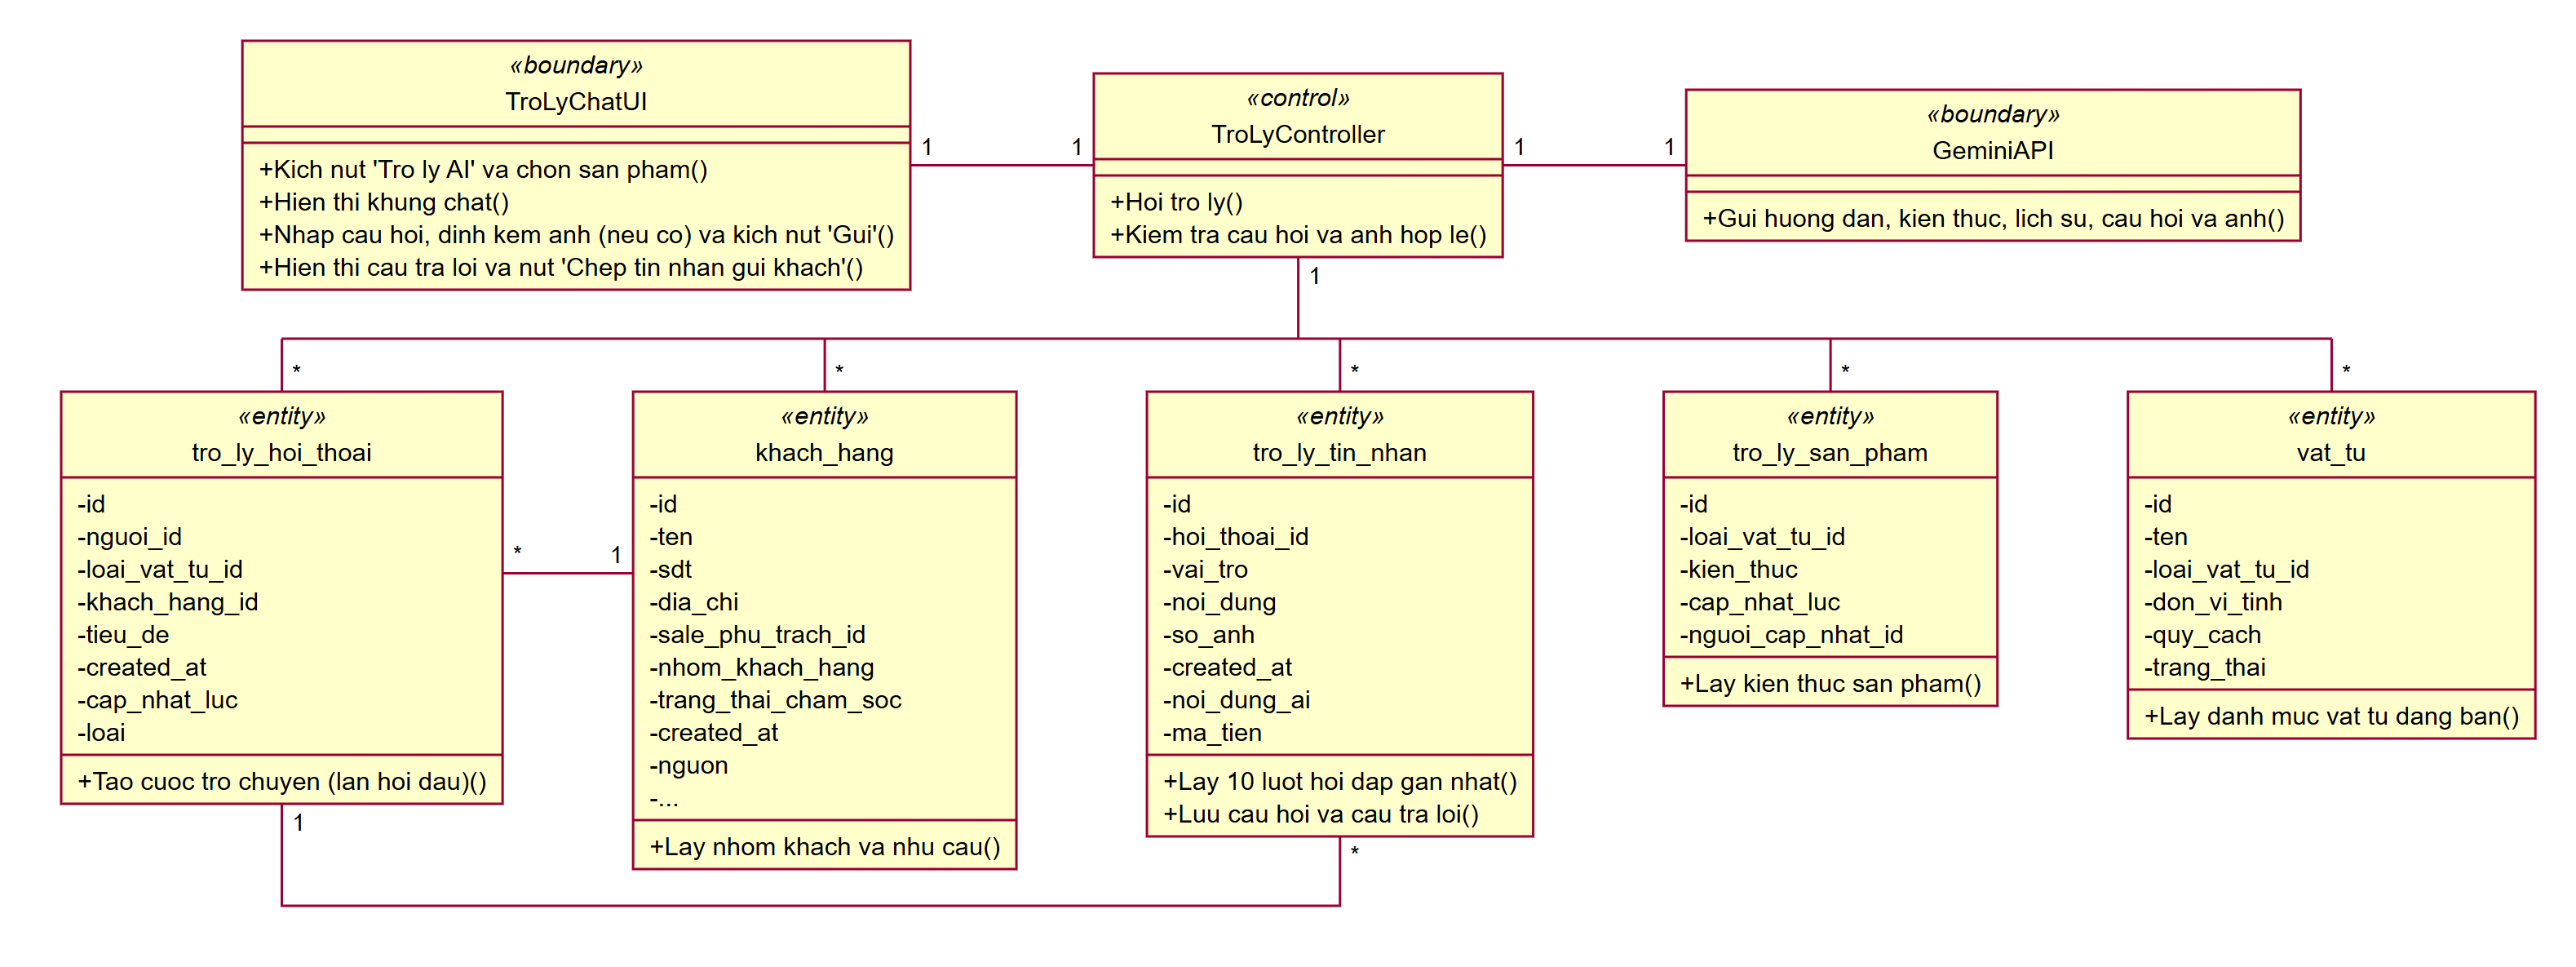 «boundary»
TroLyChatUI
+Kich nut 'Tro ly AI' va chon san pham()
+Hien thi khung chat()
+Nhap cau hoi, dinh kem anh (neu co) va kich nut 'Gui'()
+Hien thi cau tra loi va nut 'Chep tin nhan gui khach'()
1
1
«control»
TroLyController
+Hoi tro ly()
+Kiem tra cau hoi va anh hop le()
1
1
«boundary»
GeminiAPI
+Gui huong dan, kien thuc, lich su, cau hoi va anh()
1
*
*
*
*
*
«entity»
tro_ly_hoi_thoai
-id
-nguoi_id
-loai_vat_tu_id
-khach_hang_id
-tieu_de
-created_at
-cap_nhat_luc
-loai
+Tao cuoc tro chuyen (lan hoi dau)()
*
1
«entity»
khach_hang
-id
-ten
-sdt
-dia_chi
-sale_phu_trach_id
-nhom_khach_hang
-trang_thai_cham_soc
-created_at
-nguon
-...
+Lay nhom khach va nhu cau()
«entity»
tro_ly_tin_nhan
-id
-hoi_thoai_id
-vai_tro
-noi_dung
-so_anh
-created_at
-noi_dung_ai
-ma_tien
+Lay 10 luot hoi dap gan nhat()
+Luu cau hoi va cau tra loi()
«entity»
tro_ly_san_pham
-id
-loai_vat_tu_id
-kien_thuc
-cap_nhat_luc
-nguoi_cap_nhat_id
+Lay kien thuc san pham()
«entity»
vat_tu
-id
-ten
-loai_vat_tu_id
-don_vi_tinh
-quy_cach
-trang_thai
+Lay danh muc vat tu dang ban()
1
*